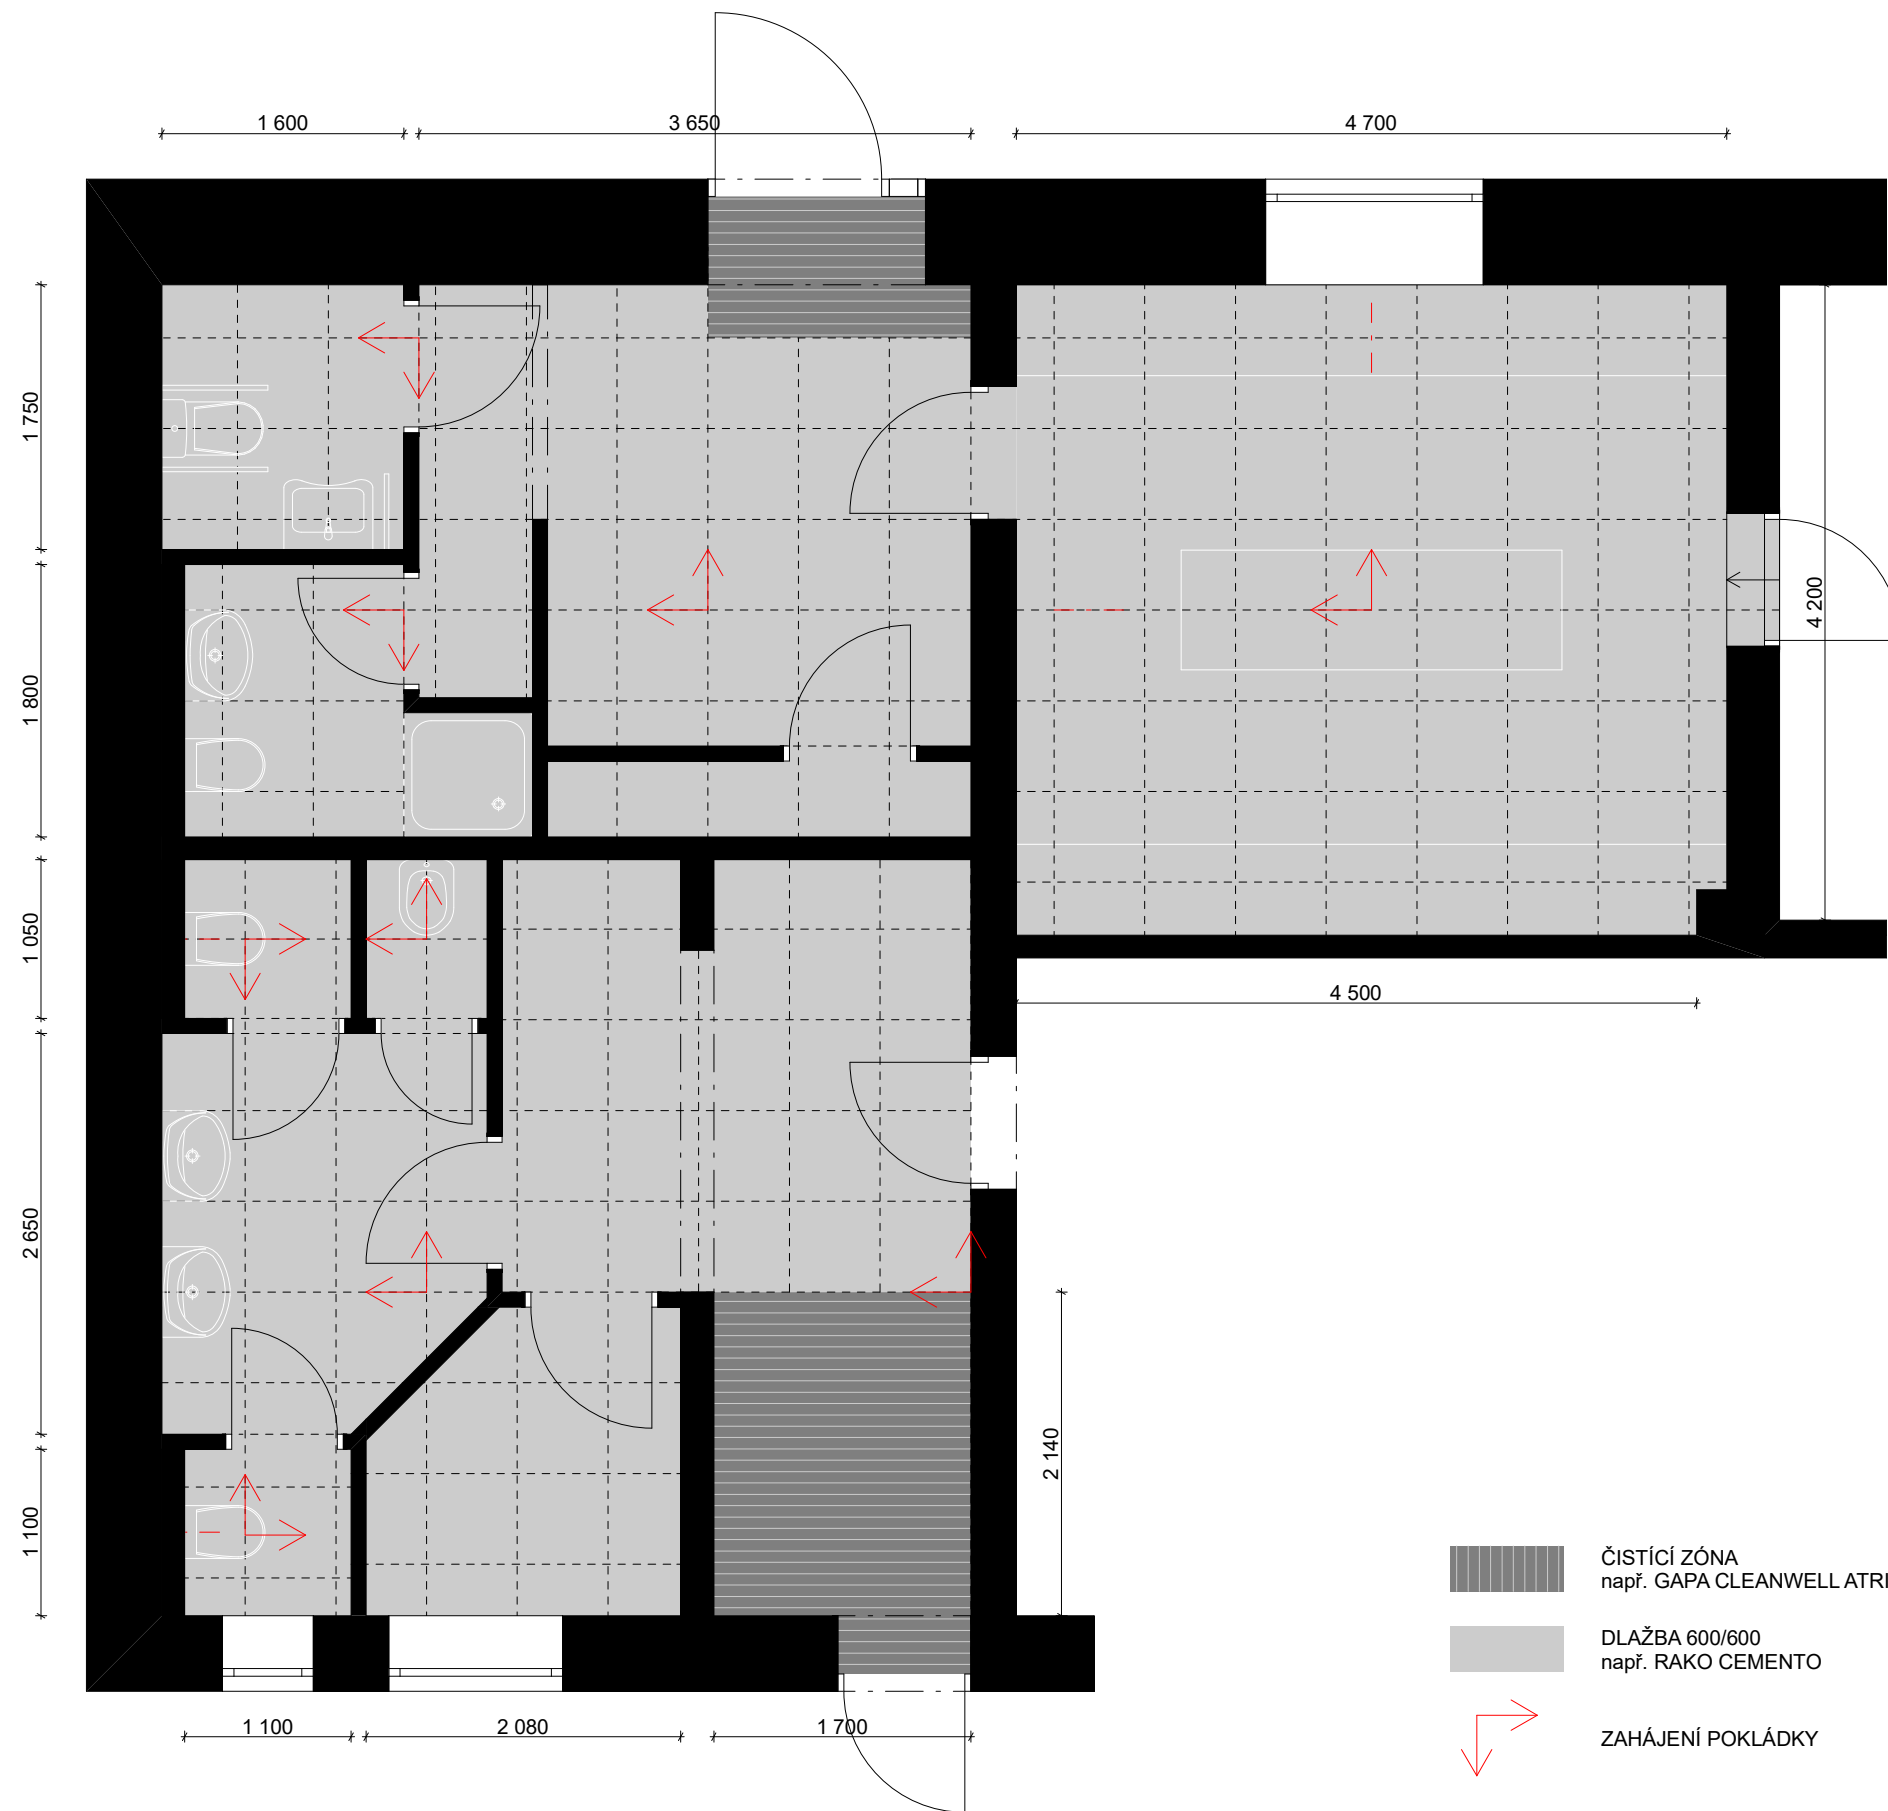 1 600
3 650
4 700
1 750
1 800
4 200
1 050
4 500
2 650
2 140
1 100
1 100
2 080
1 700
ČISTÍCÍ ZÓNA
např. GAPA CLEANWELL ATRI
DLAŽBA 600/600
např. RAKO CEMENTO
ZAHÁJENÍ POKLÁDKY